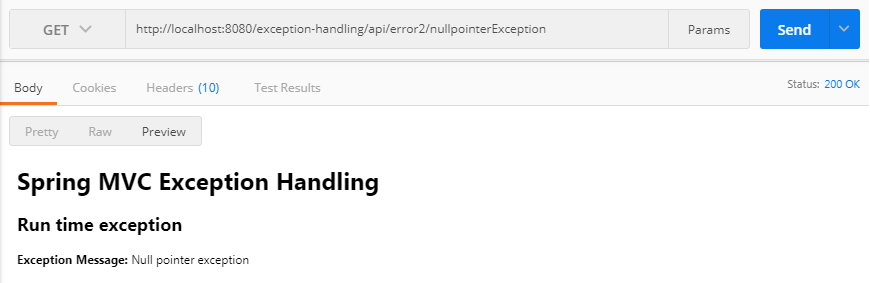 GET http://localhost:8080/exception-handling/api/error2/nullpointerException Params Send
Body Cookies Headers (10) Test Results Status: 200 OK
Pretty Raw Preview
Spring MVC Exception Handling
Run time exception
Exception Message: Null pointer exception